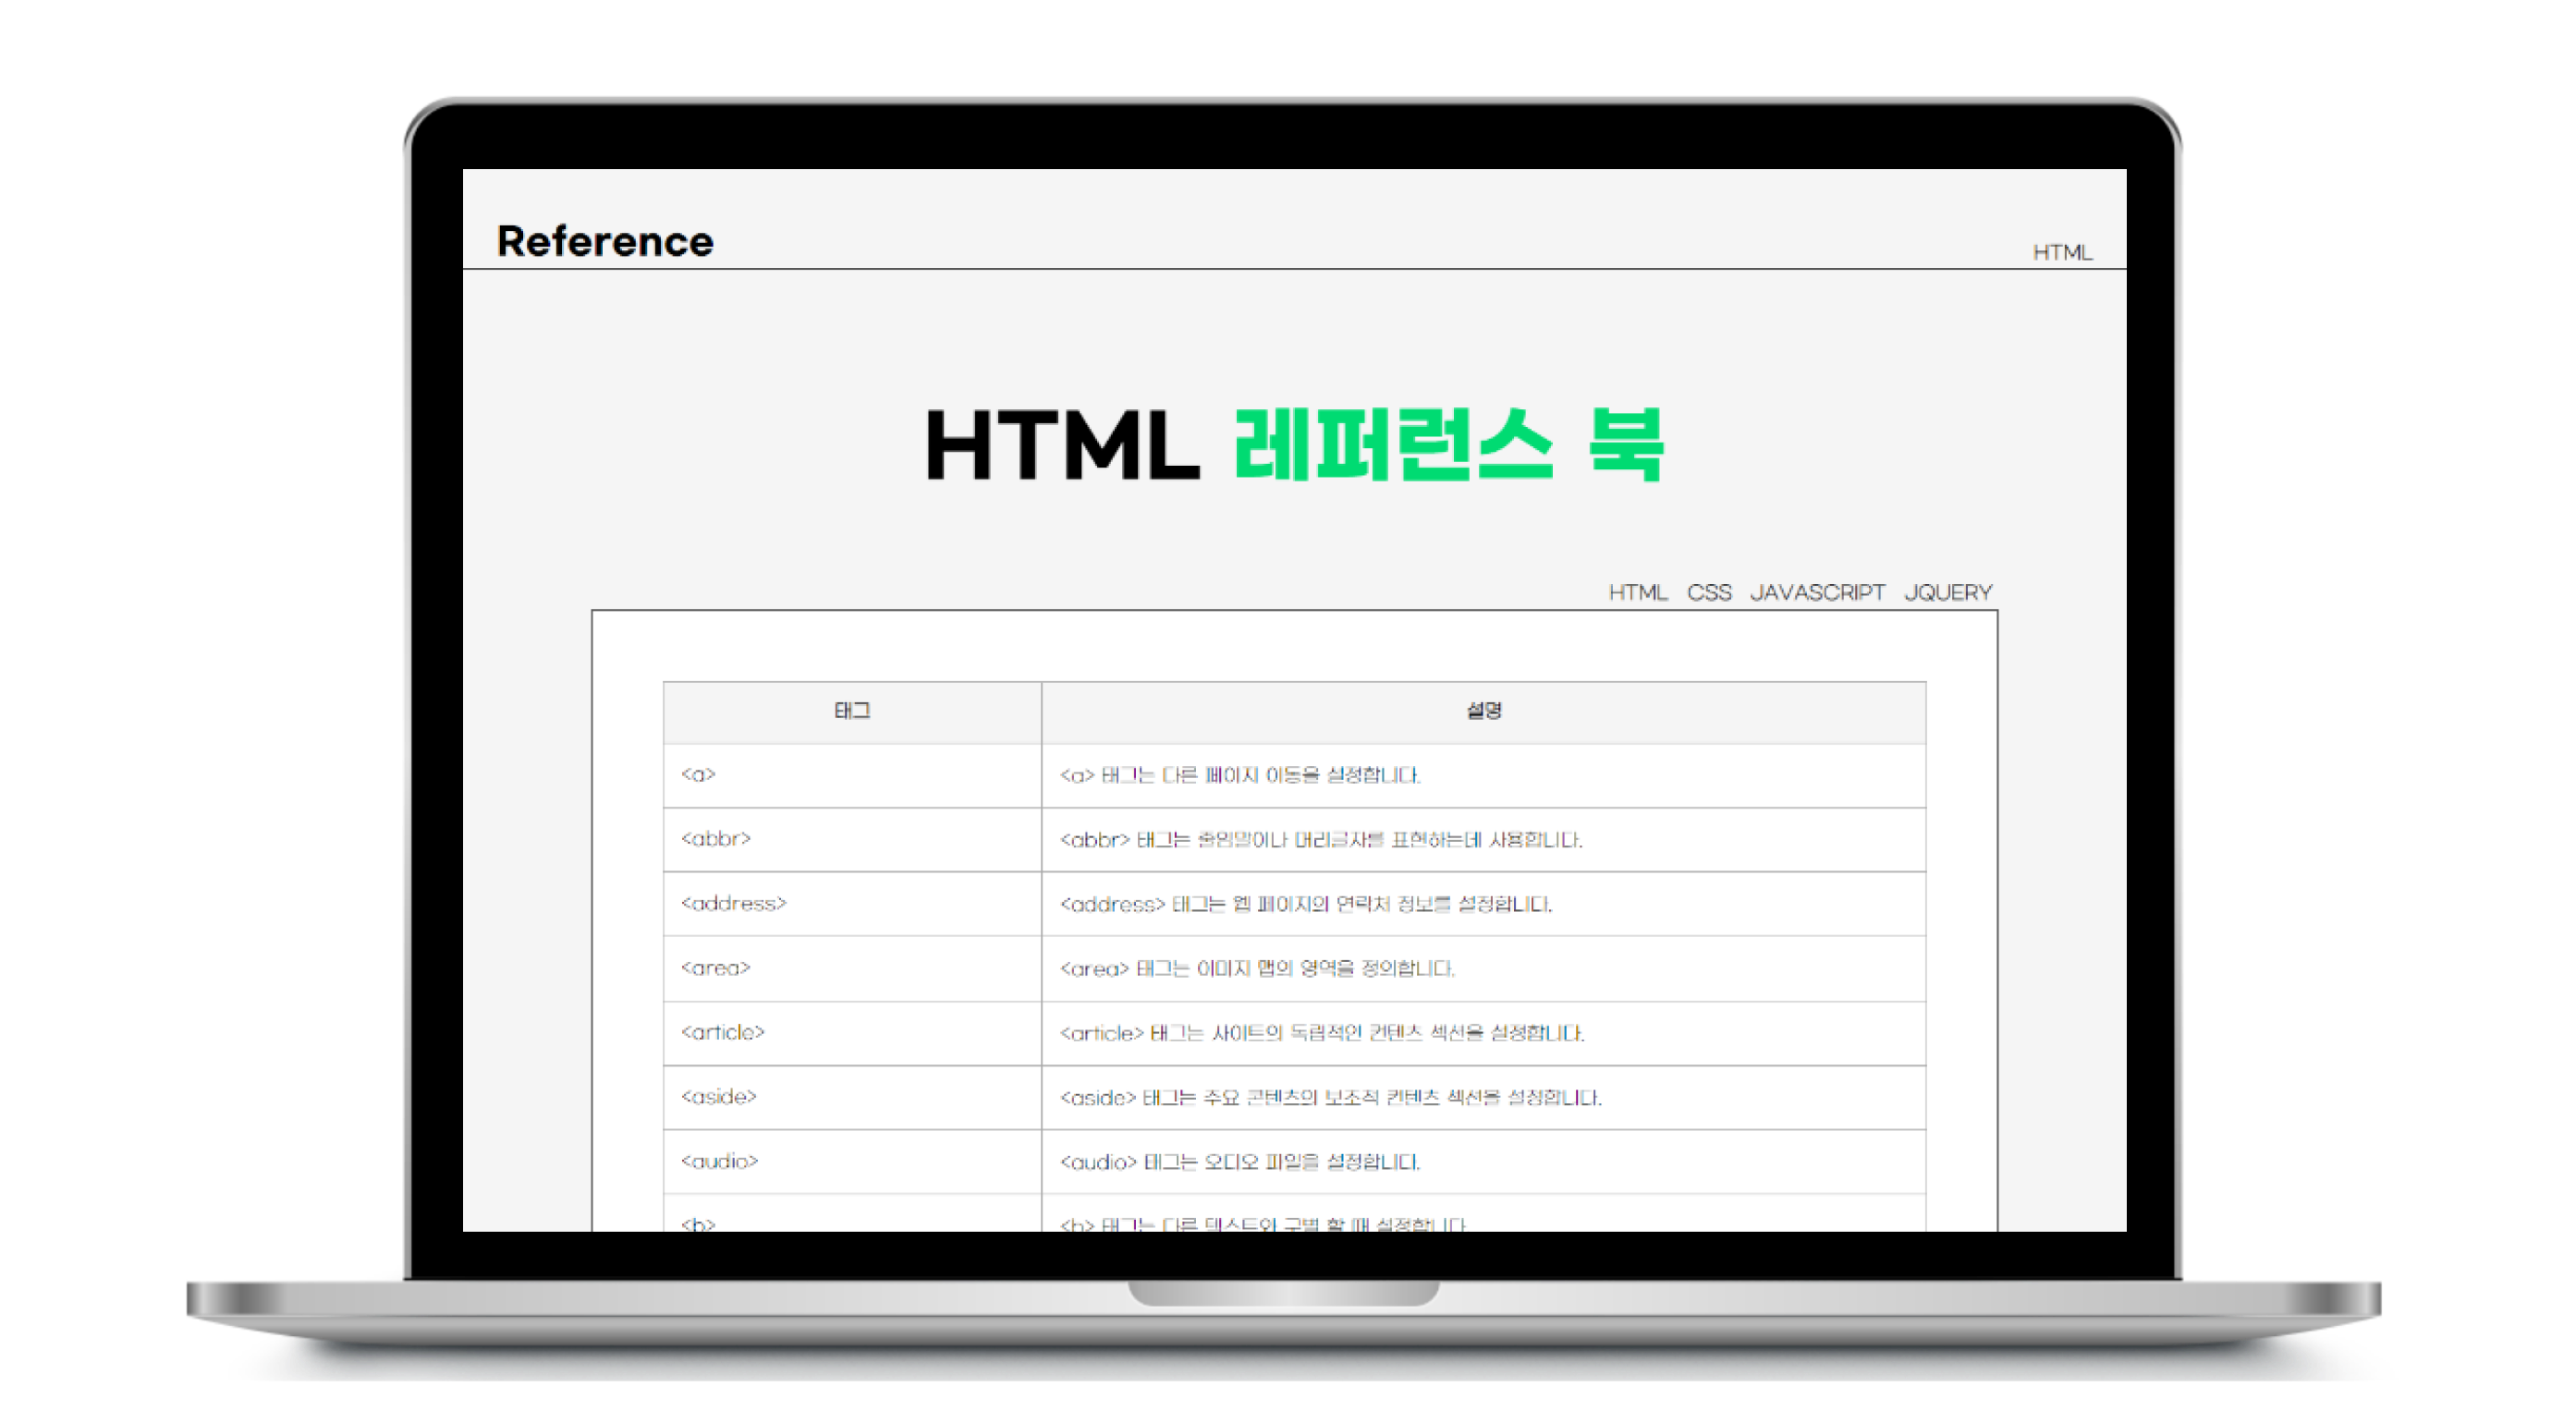 Reference
HTML
HTML 레퍼런스 북
HTML CSS JAVASCRIPT JQUERY
태그 설명
<a> <a> 태그는 다른 페이지 이동을 설정합니다.
<abbr> <abbr> 태그는 줄임말이나 머리글자를 표현하는데 사용합니다.
<address> <address> 태그는 웹 페이지의 연락처 정보를 설정합니다.
<area> <area> 태그는 이미지 맵의 영역을 정의합니다.
<article> <article> 태그는 사이트의 독립적인 컨텐츠 섹션을 설정합니다.
<aside> <aside> 태그는 주요 콘텐츠의 보조적 컨텐츠 섹션을 설정합니다.
<audio> <audio> 태그는 오디오 파일을 설정합니다.
<b> <b> 태그는 다른 텍스트와 구별 할 때 설정합니다.